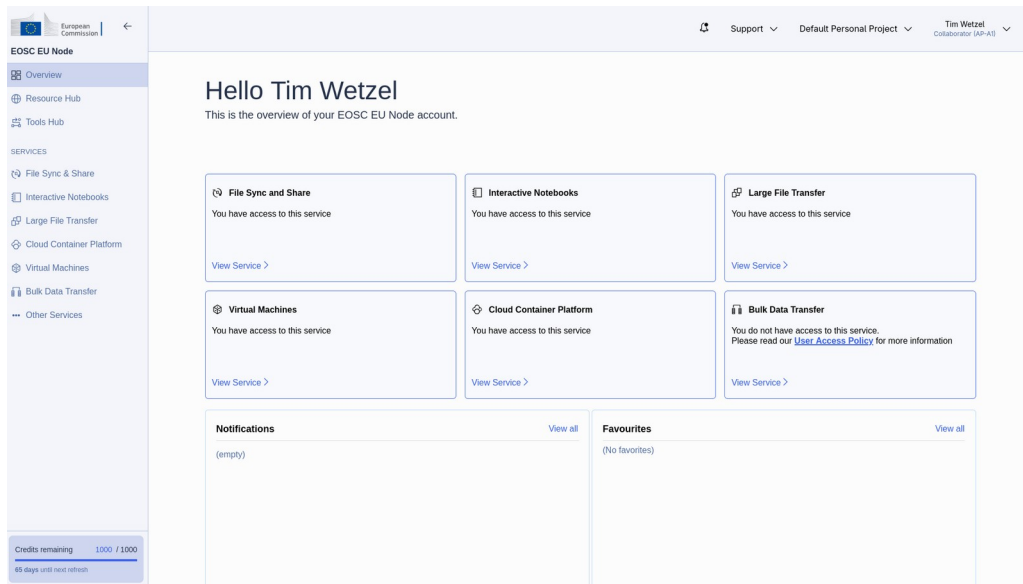 European
Commission
EOSC EU Node
Overview
Resource Hub
Tools Hub
SERVICES
File Sync & Share
Interactive Notebooks
Large File Transfer
Cloud Container Platform
Virtual Machines
Bulk Data Transfer
Other Services
Credits remaining 1000 / 1000
65 days until next refresh
Support
Default Personal Project
Tim Wetzel
Collaborator (AP-A1)
Hello Tim Wetzel
This is the overview of your EOSC EU Node account.
File Sync and Share
You have access to this service
View Service
Interactive Notebooks
You have access to this service
View Service
Large File Transfer
You have access to this service
View Service
Virtual Machines
You have access to this service
View Service
Cloud Container Platform
You have access to this service
View Service
Bulk Data Transfer
You do not have access to this service.
Please read our User Access Policy for more information
View Service
Notifications View all
(empty)
Favourites View all
(No favorites)